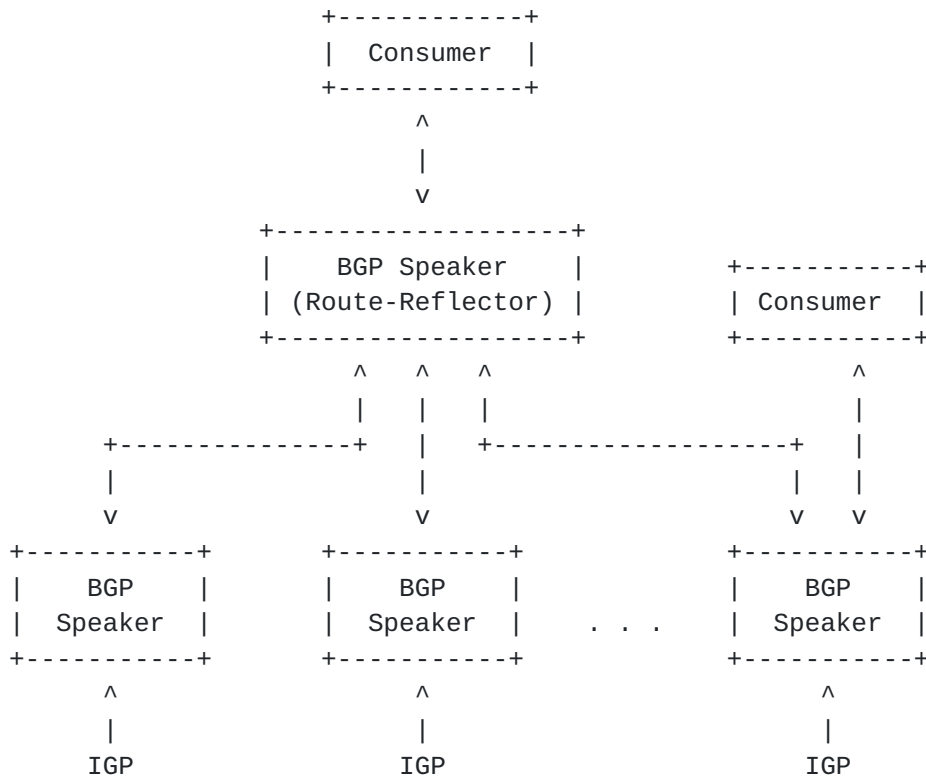 Consumer
BGP Speaker
(Route-Reflector)
Consumer
BGP
Speaker
BGP
Speaker
. . .
BGP
Speaker
IGP
IGP
IGP